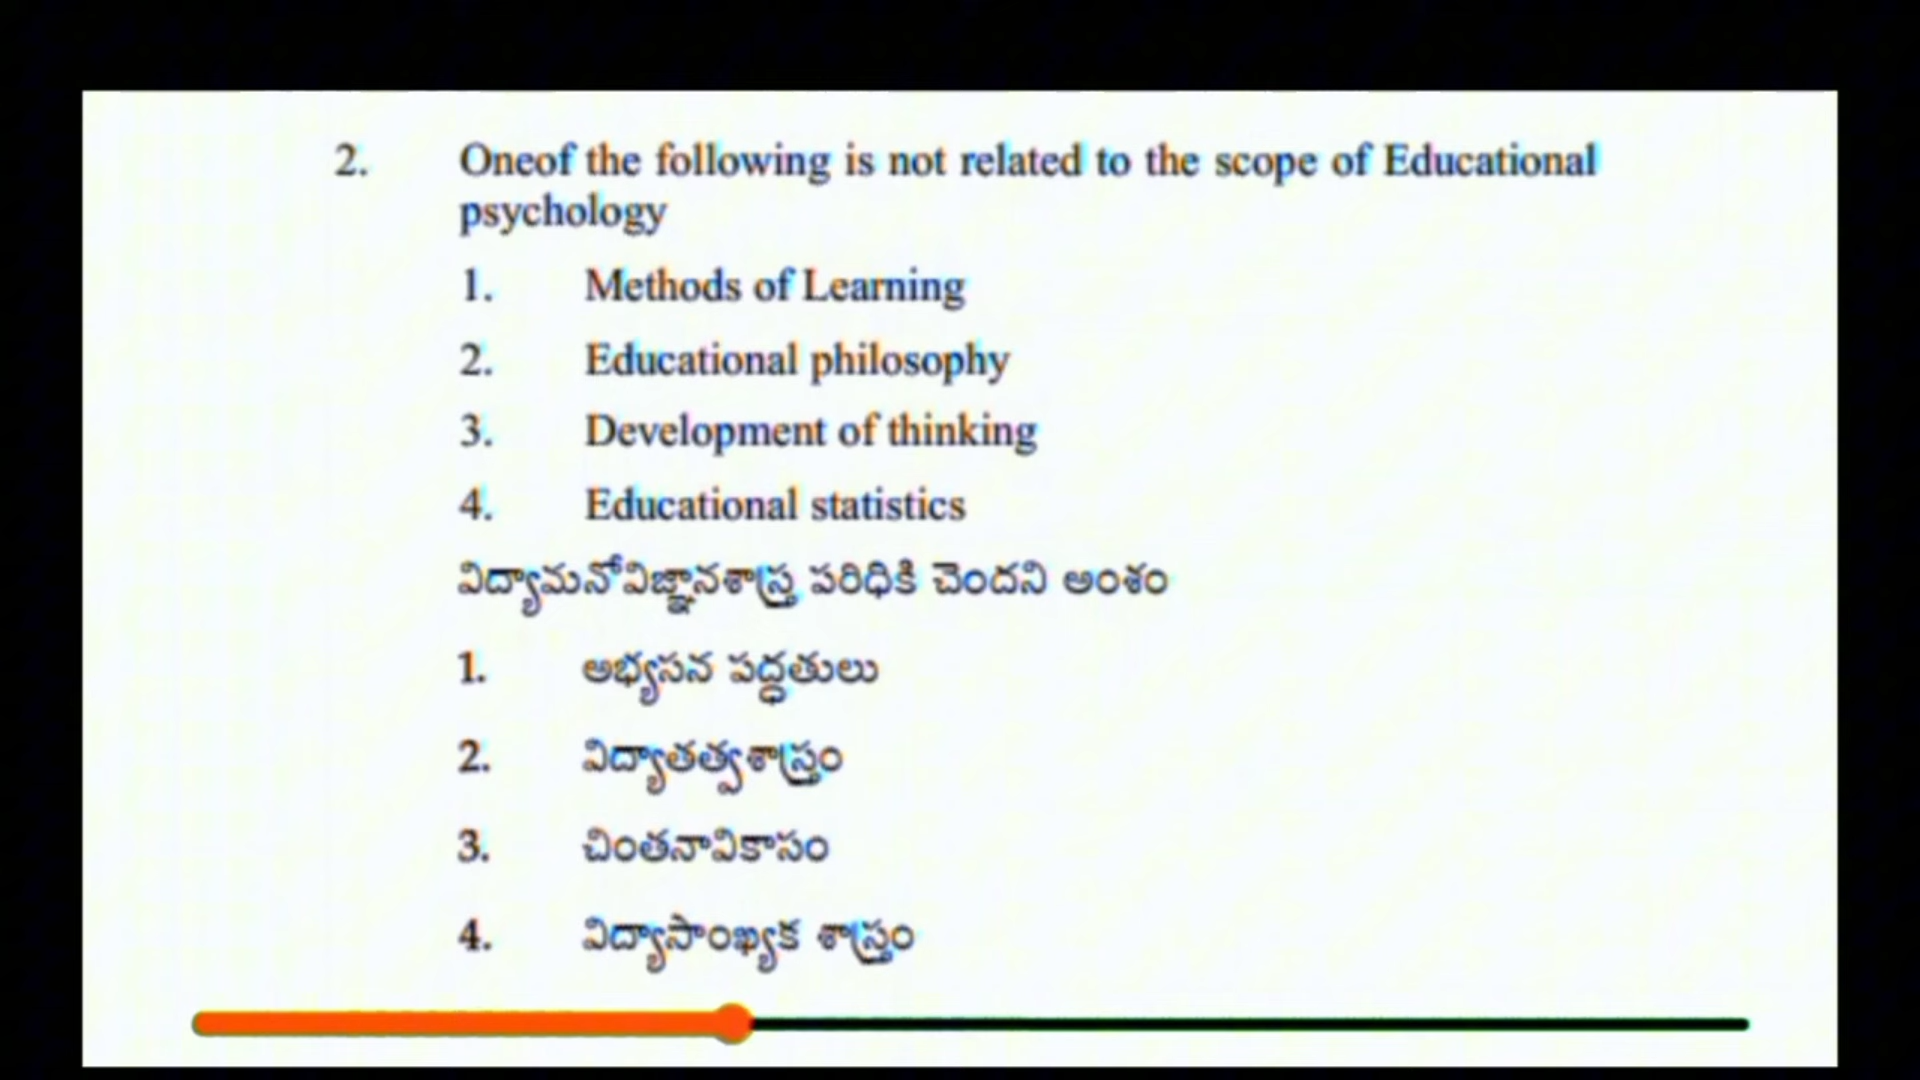 2. Oneof the following is not related to the scope of Educational
psychology
1. Methods of Learning
2. Educational philosophy
3. Development of thinking
4. Educational statistics
విద్యామనోవిజ్ఞానశాస్త్ర పరిధికి చెందని అంశం
1. అభ్యసన పద్ధతులు
2. విద్యాతత్వశాస్త్రం
3. చింతనావికాసం
4. విద్యాసాంఖ్యక శాస్త్రం